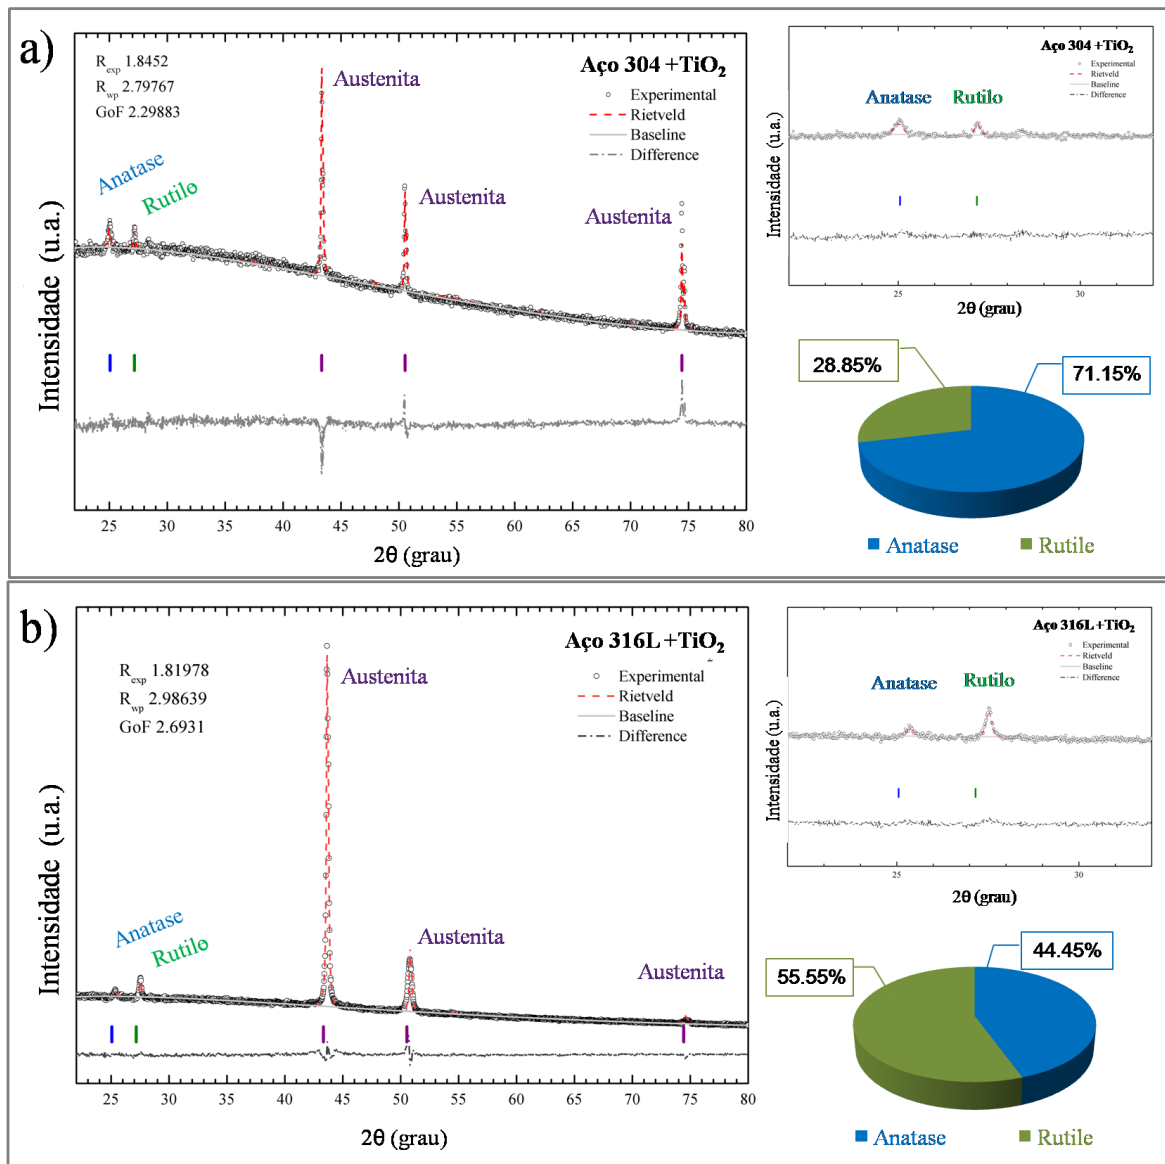 a)
R_exp 1.8452
R_wp 2.79767
GoF 2.29883
Aço 304 +TiO₂
Experimental
Rietveld
Baseline
Difference
Austenita
Anatase
Rutilo
Austenita
Austenita
Intensidade (u.a.)
25 30 35 40 45 50 55 60 65 70 75 80
2θ (grau)
Aço 304 +TiO₂
Experimental
Rietveld
Baseline
Difference
Anatase
Rutilo
Intensidade (u.a.)
25 30
2θ (grau)
28.85%
71.15%
Anatase
Rutile
b)
R_exp 1.81978
R_wp 2.98639
GoF 2.6931
Aço 316L +TiO₂
Experimental
Rietveld
Baseline
Difference
Austenita
Anatase
Rutilo
Austenita
Austenita
Intensidade (u.a.)
25 30 35 40 45 50 55 60 65 70 75 80
2θ (grau)
Aço 316L +TiO₂
Experimental
Rietveld
Baseline
Difference
Anatase
Rutilo
Intensidade (u.a.)
25 30
2θ (grau)
44.45%
55.55%
Anatase
Rutile